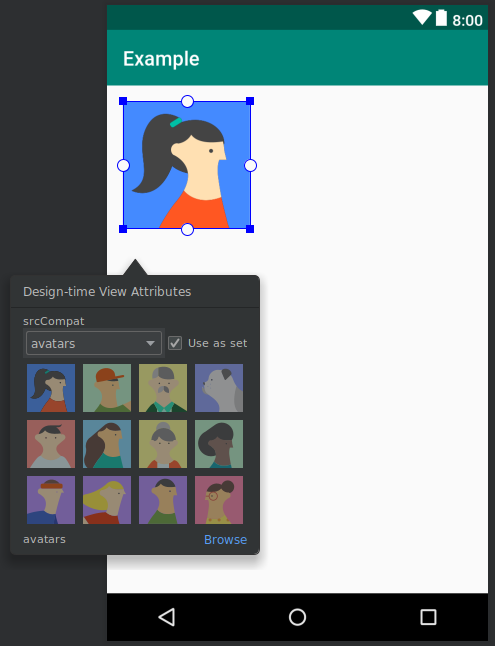 8:00
Example
Design-time View Attributes
srcCompat
avatars
Use as set
avatars
Browse